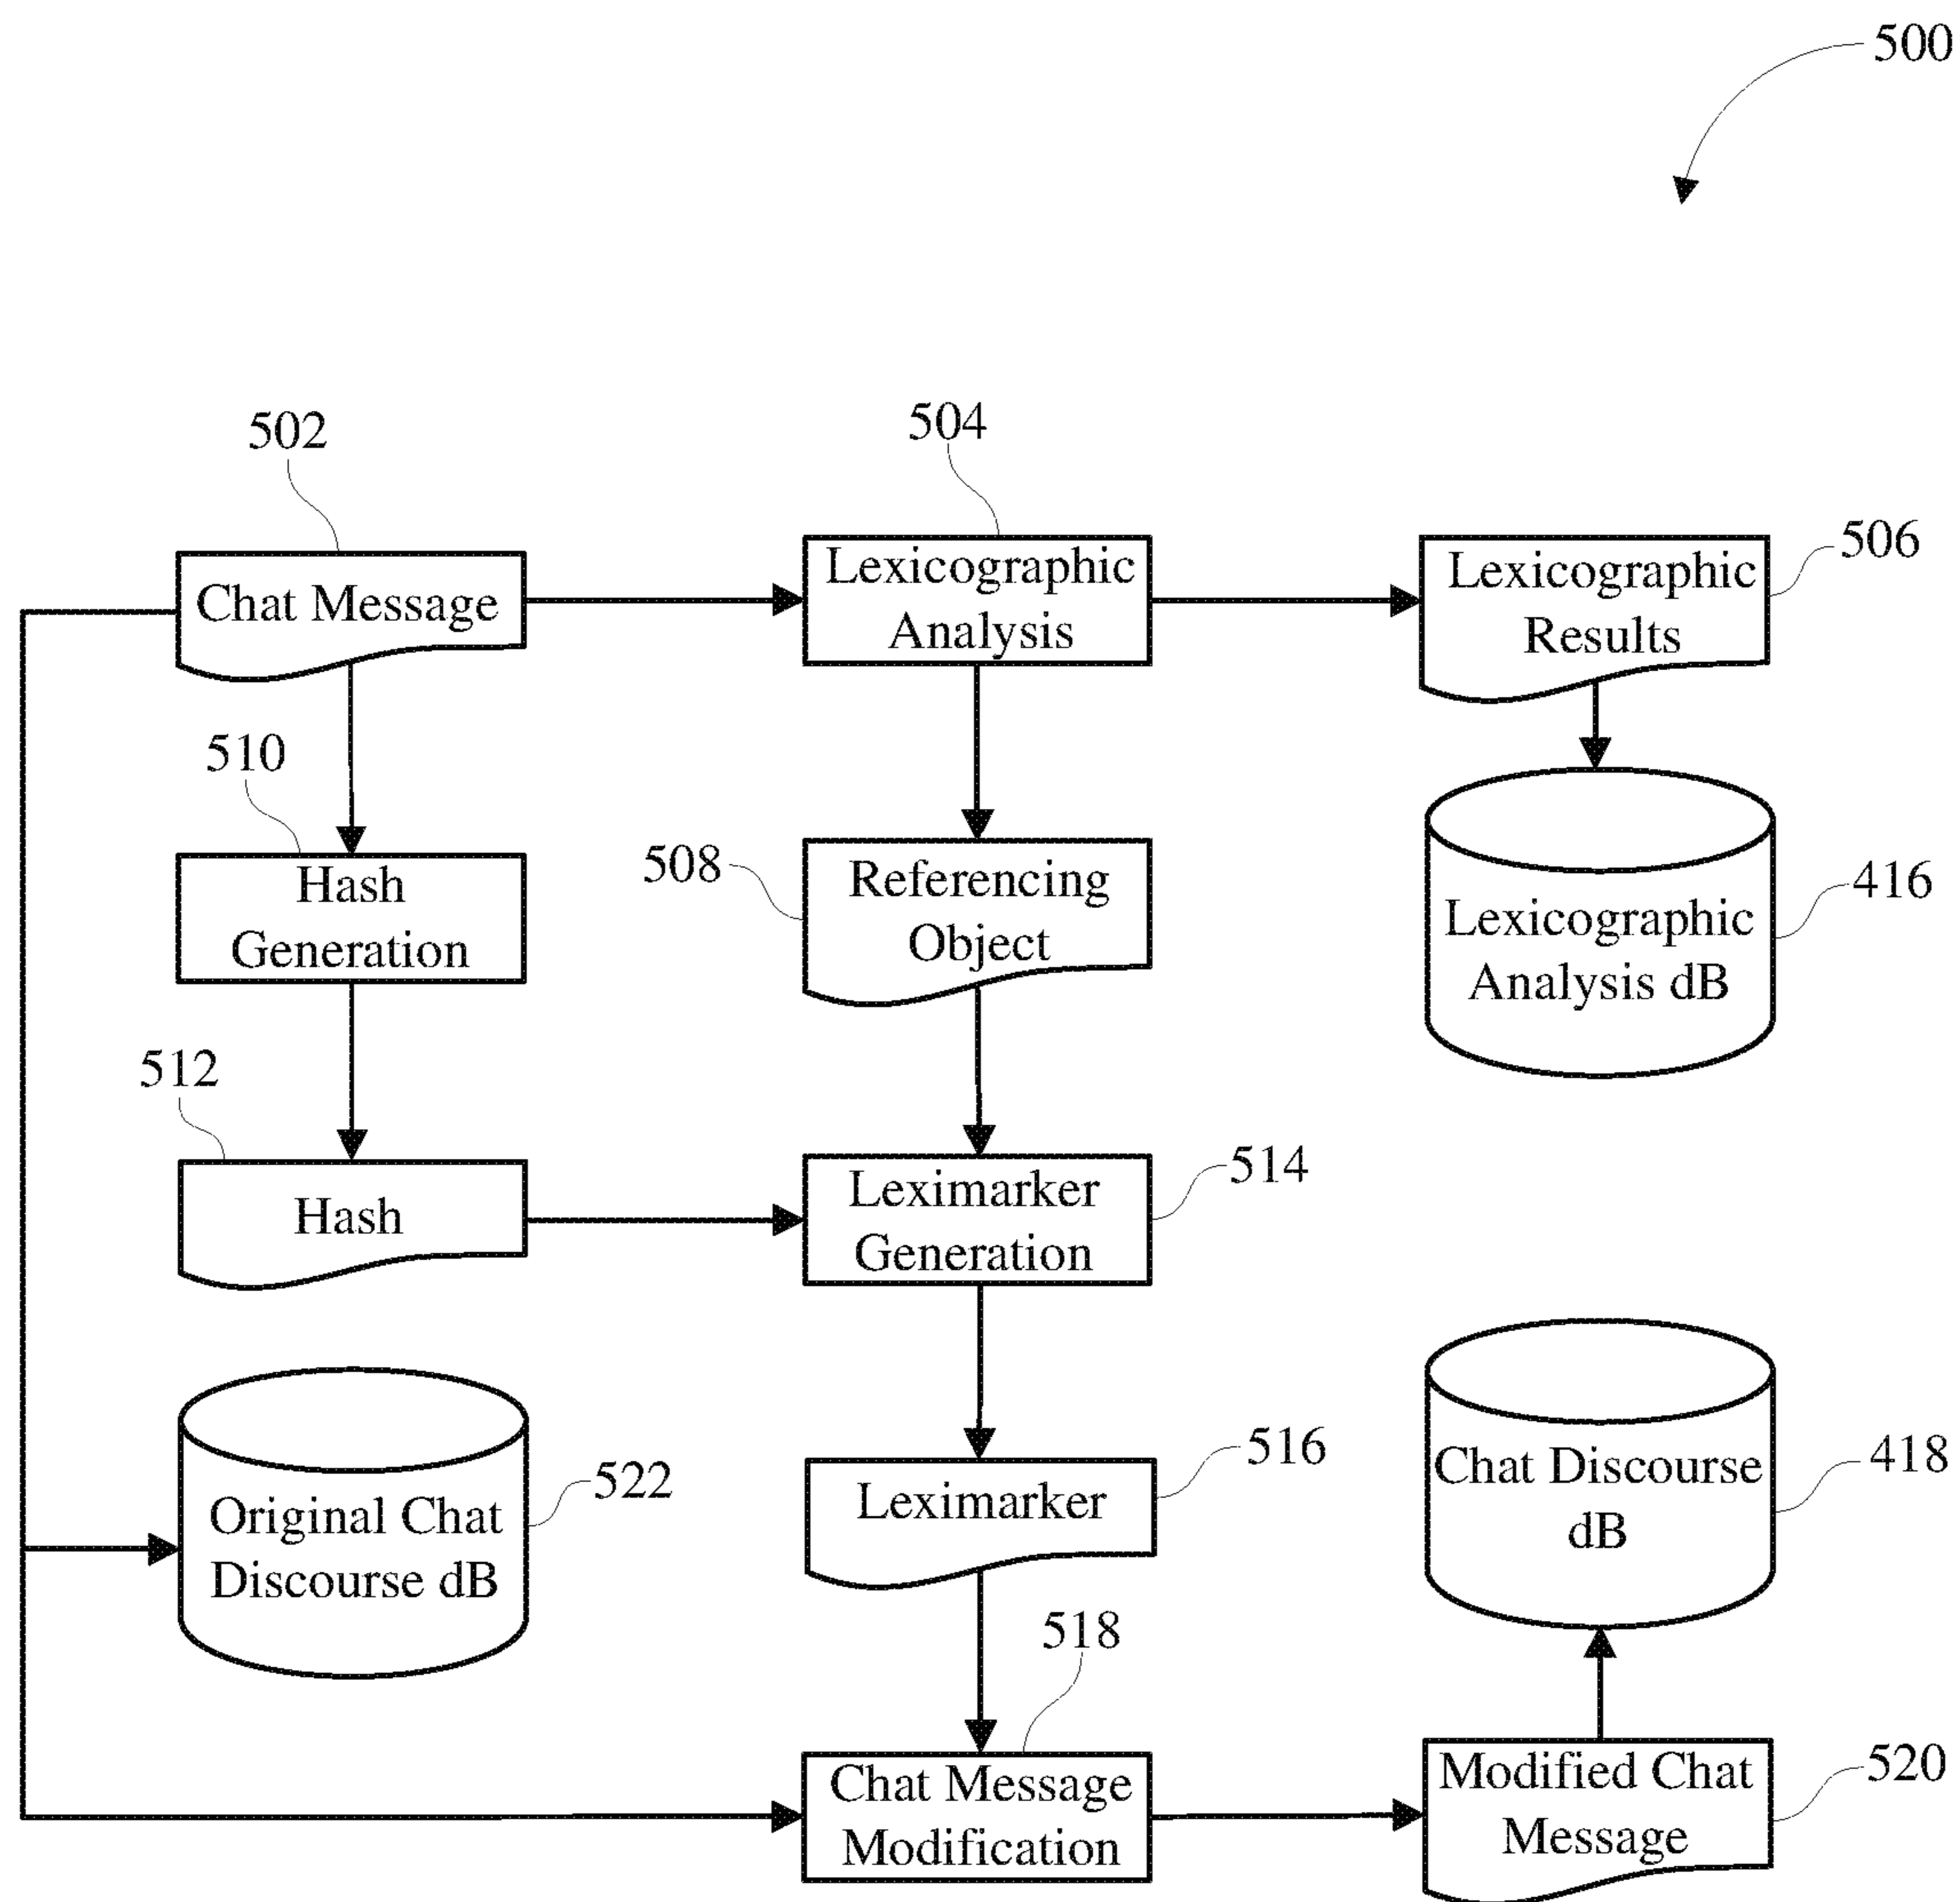 500
502
504
Chat Message
Lexicographic
Analysis
Lexicographic
Results
506
510
Hash
Generation
508
Referencing
Object
416
Lexicographic
Analysis dB
512
Hash
Leximarker
Generation
514
Original Chat
Discourse dB
522
Leximarker
516
Chat Discourse
dB
418
518
Chat Message
Modification
Modified Chat
Message
520